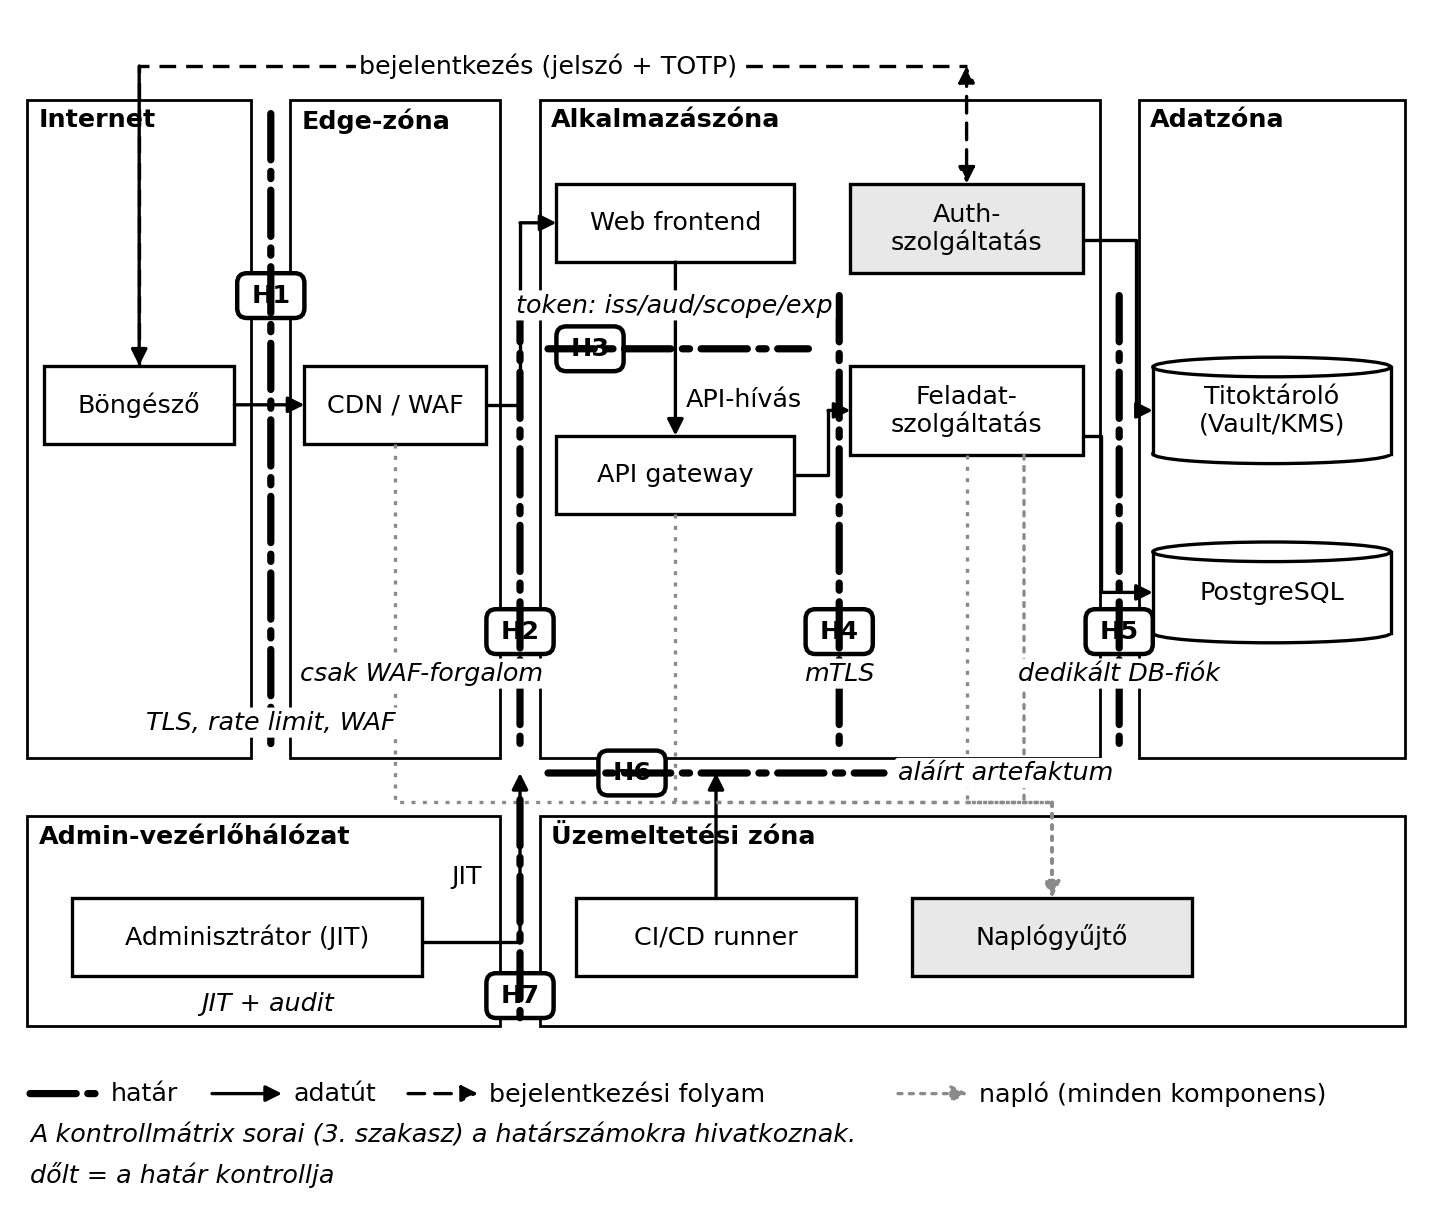 bejelentkezés (jelszó + TOTP)
Internet
Edge-zóna
Alkalmazászóna
Adatzóna
Web frontend
Auth-
szolgáltatás
H1
token: iss/aud/scope/exp
H3
Böngésző
CDN / WAF
API-hívás
Feladat-
szolgáltatás
Titoktároló
(Vault/KMS)
API gateway
PostgreSQL
H2
H4
H5
csak WAF-forgalom
mTLS
dedikált DB-fiók
TLS, rate limit, WAF
H6
aláírt artefaktum
Admin-vezérlőhálózat
Üzemeltetési zóna
JIT
Adminisztrátor (JIT)
CI/CD runner
Naplógyűjtő
JIT + audit
H7
határ
adatút
bejelentkezési folyam
napló (minden komponens)
A kontrollmátrix sorai (3. szakasz) a határszámokra hivatkoznak.
dőlt = a határ kontrollja